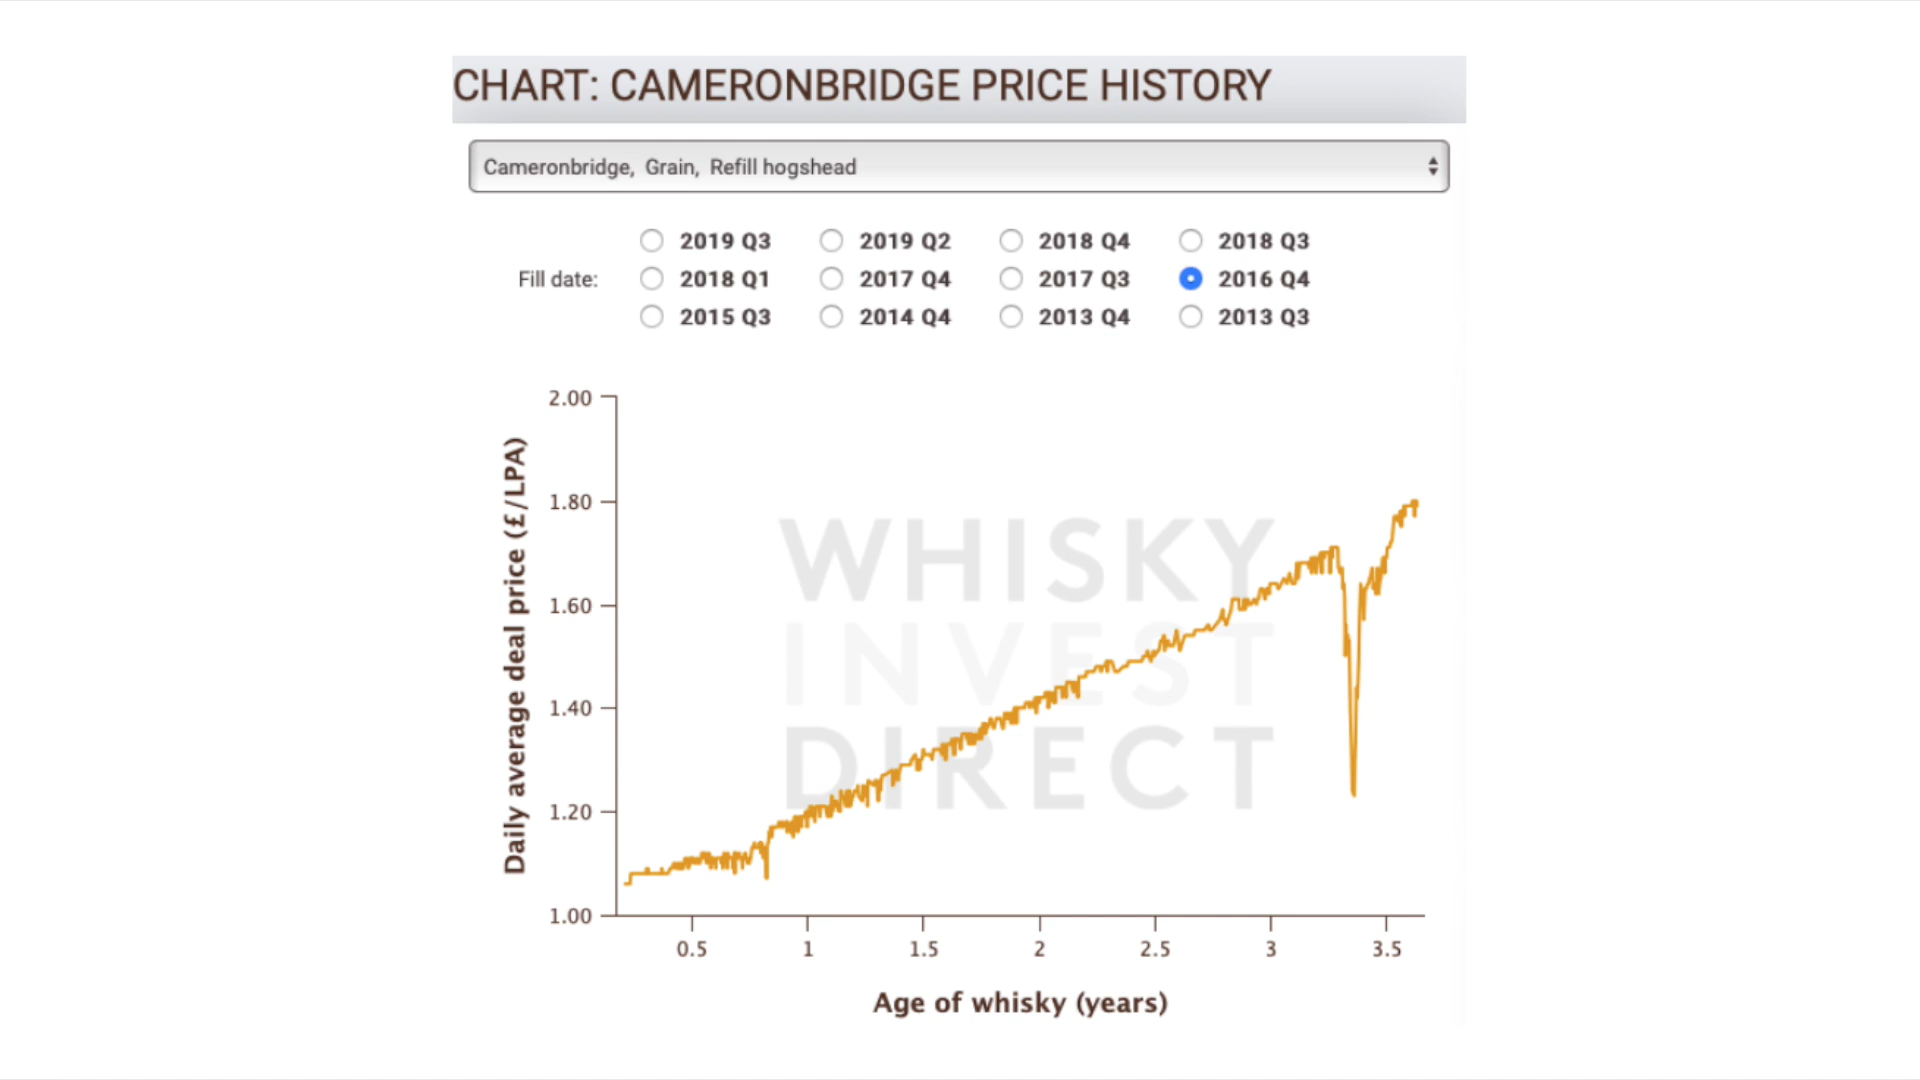 CHART: CAMERONBRIDGE PRICE HISTORY
Cameronbridge, Grain, Refill hogshead
2019 Q3 2019 Q2 2018 Q4 2018 Q3
Fill date: 2018 Q1 2017 Q4 2017 Q3 2016 Q4
2015 Q3 2014 Q4 2013 Q4 2013 Q3
Daily average deal price (£/LPA)
2.00
1.80
1.60
1.40
1.20
1.00
WHISKY
INVEST
DIRECT
0.5 1 1.5 2 2.5 3 3.5
Age of whisky (years)